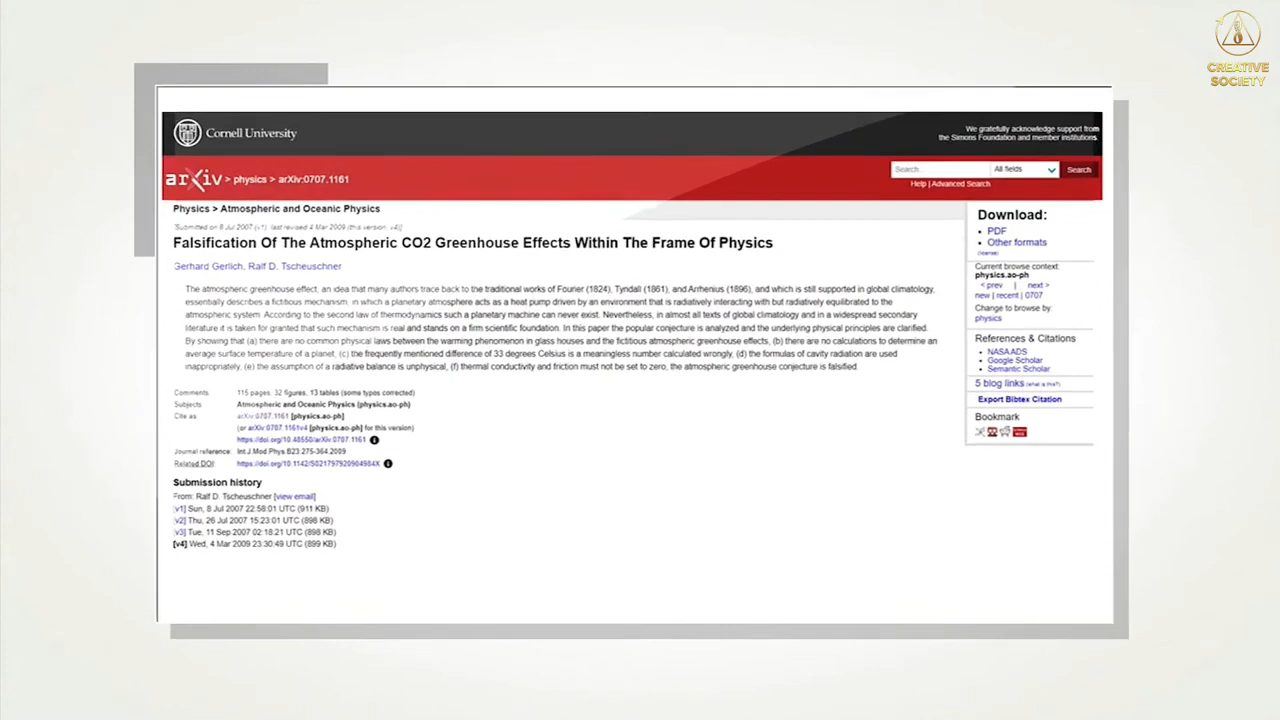 CREATIVE
SOCIETY
Cornell University
We gratefully acknowledge support from
the Simons Foundation and member institutions.
arXiv > physics > arXiv:0707.1161
Search...
All fields
Search
Help | Advanced Search
Physics > Atmospheric and Oceanic Physics
[Submitted on 8 Jul 2007 (v1), last revised 4 Mar 2009 (this version, v4)]
Falsification Of The Atmospheric CO2 Greenhouse Effects Within The Frame Of Physics
Gerhard Gerlich, Ralf D. Tscheuschner
The atmospheric greenhouse effect, an idea that many authors trace back to the traditional works of Fourier (1824), Tyndall (1861), and Arrhenius (1896), and which is still supported in global climatology,
essentially describes a fictitious mechanism, in which a planetary atmosphere acts as a heat pump driven by an environment that is radiatively interacting with but radiatively equilibrated to the
atmospheric system. According to the second law of thermodynamics such a planetary machine can never exist. Nevertheless, in almost all texts of global climatology and in a widespread secondary
literature it is taken for granted that such mechanism is real and stands on a firm scientific foundation. In this paper the popular conjecture is analyzed and the underlying physical principles are clarified.
By showing that (a) there are no common physical laws between the warming phenomenon in glass houses and the fictitious atmospheric greenhouse effects, (b) there are no calculations to determine an
average surface temperature of a planet, (c) the frequently mentioned difference of 33 degrees Celsius is a meaningless number calculated wrongly, (d) the formulas of cavity radiation are used
inappropriately, (e) the assumption of a radiative balance is unphysical, (f) thermal conductivity and friction must not be set to zero, the atmospheric greenhouse conjecture is falsified.
Comments: 115 pages, 32 figures, 13 tables (some typos corrected)
Subjects: Atmospheric and Oceanic Physics (physics.ao-ph)
Cite as: arXiv:0707.1161 [physics.ao-ph]
(or arXiv:0707.1161v4 [physics.ao-ph] for this version)
https://doi.org/10.48550/arXiv.0707.1161
Journal reference: Int.J.Mod.Phys.B23:275-364,2009
Related DOI: https://doi.org/10.1142/S021797920904984X
Submission history
From: Ralf D. Tscheuschner [view email]
[v1] Sun, 8 Jul 2007 22:58:01 UTC (911 KB)
[v2] Thu, 26 Jul 2007 15:23:01 UTC (898 KB)
[v3] Tue, 11 Sep 2007 02:18:21 UTC (898 KB)
[v4] Wed, 4 Mar 2009 23:30:49 UTC (899 KB)
Download:
• PDF
• Other formats
(license)
Current browse context:
physics.ao-ph
< prev | next >
new | recent | 0707
Change to browse by:
physics
References & Citations
• NASA ADS
• Google Scholar
• Semantic Scholar
5 blog links (what is this?)
Export Bibtex Citation
Bookmark